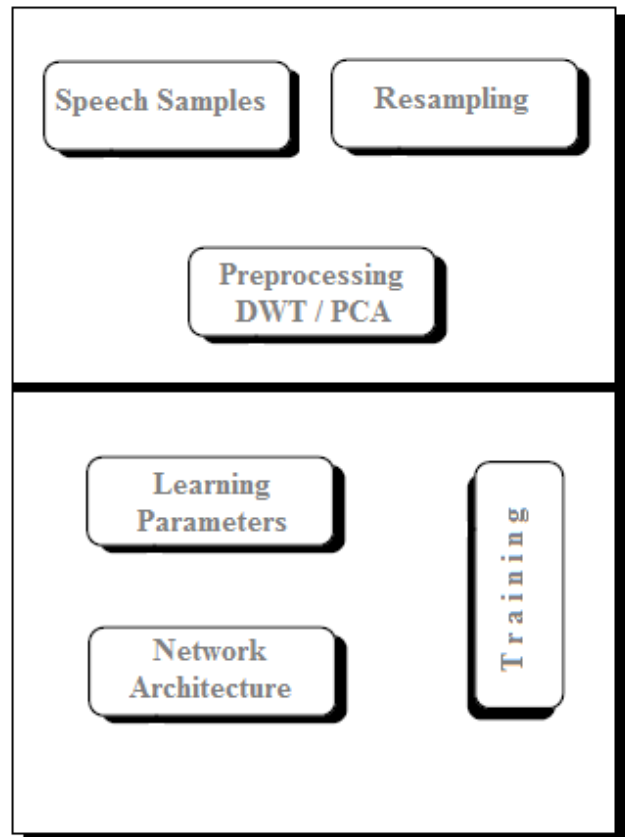 Speech Samples
Resampling
Preprocessing
DWT / PCA
Learning
Parameters
Network
Architecture
Training